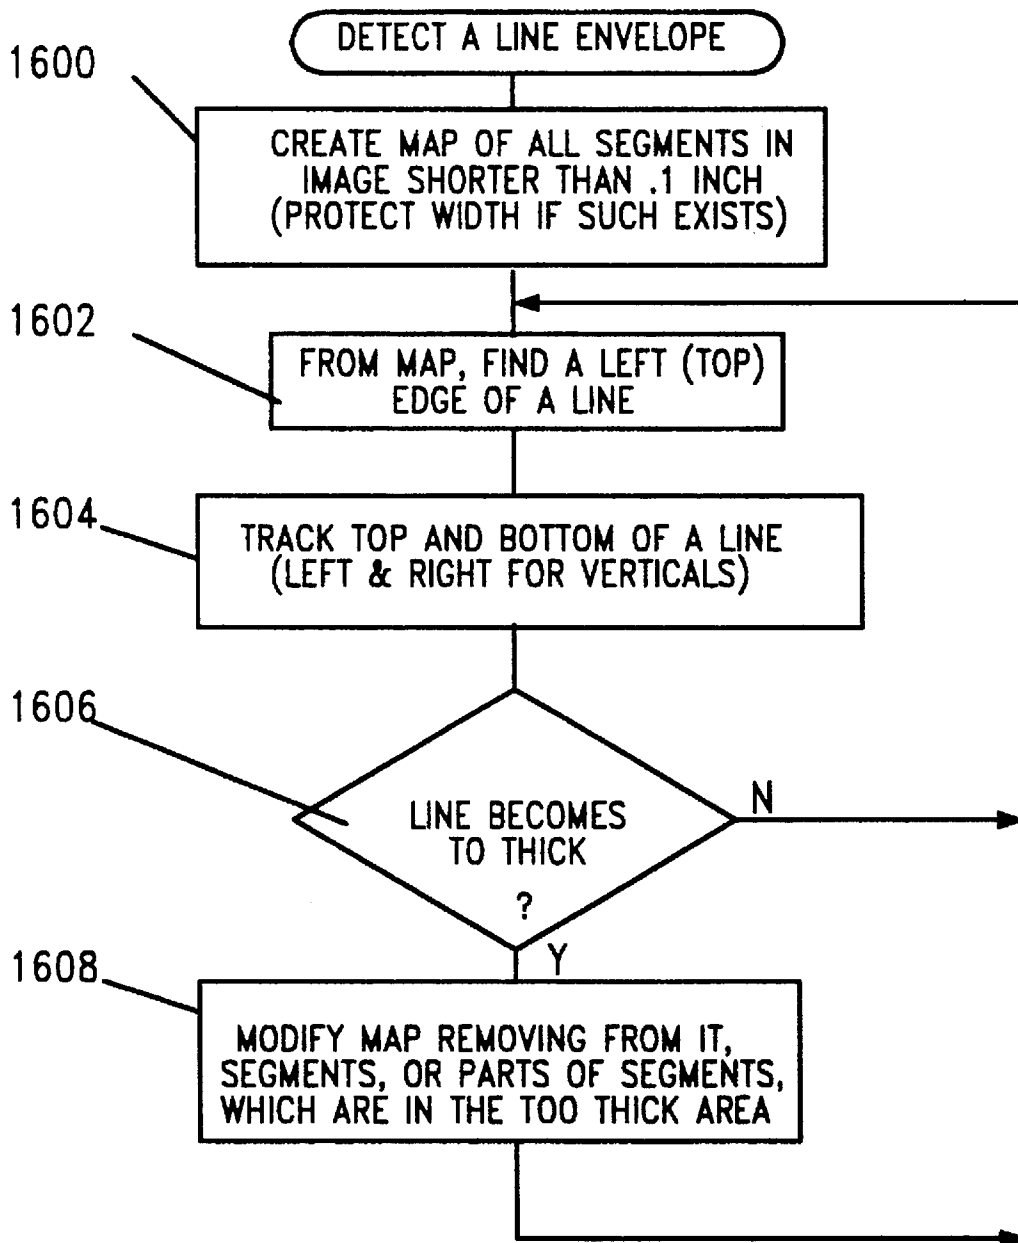 DETECT A LINE ENVELOPE
1600
CREATE MAP OF ALL SEGMENTS IN
IMAGE SHORTER THAN .1 INCH
(PROTECT WIDTH IF SUCH EXISTS)
1602
FROM MAP, FIND A LEFT (TOP)
EDGE OF A LINE
1604
TRACK TOP AND BOTTOM OF A LINE
(LEFT & RIGHT FOR VERTICALS)
1606
LINE BECOMES
TO THICK
?
N
Y
1608
MODIFY MAP REMOVING FROM IT,
SEGMENTS, OR PARTS OF SEGMENTS,
WHICH ARE IN THE TOO THICK AREA